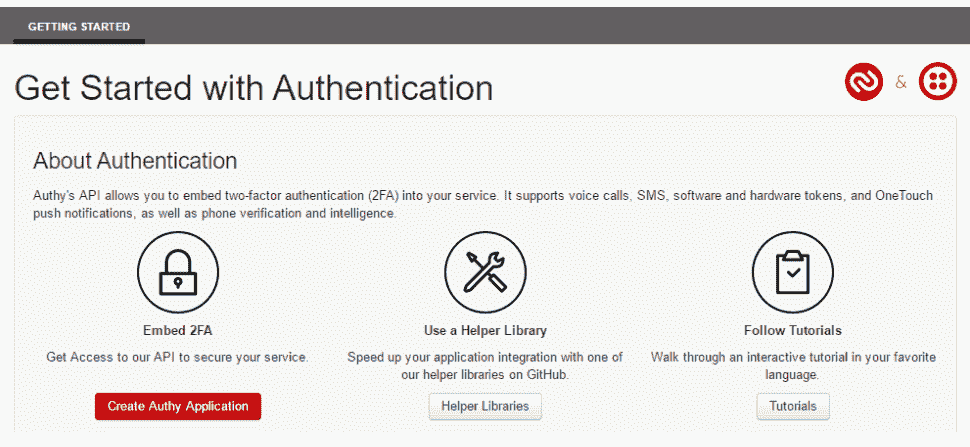 GETTING STARTED
Get Started with Authentication
&
About Authentication
Authy's API allows you to embed two-factor authentication (2FA) into your service. It supports voice calls, SMS, software and hardware tokens, and OneTouch
push notifications, as well as phone verification and intelligence.
Embed 2FA
Get Access to our API to secure your service.
Create Authy Application
Use a Helper Library
Speed up your application integration with one of
our helper libraries on GitHub.
Helper Libraries
Follow Tutorials
Walk through an interactive tutorial in your favorite
language.
Tutorials